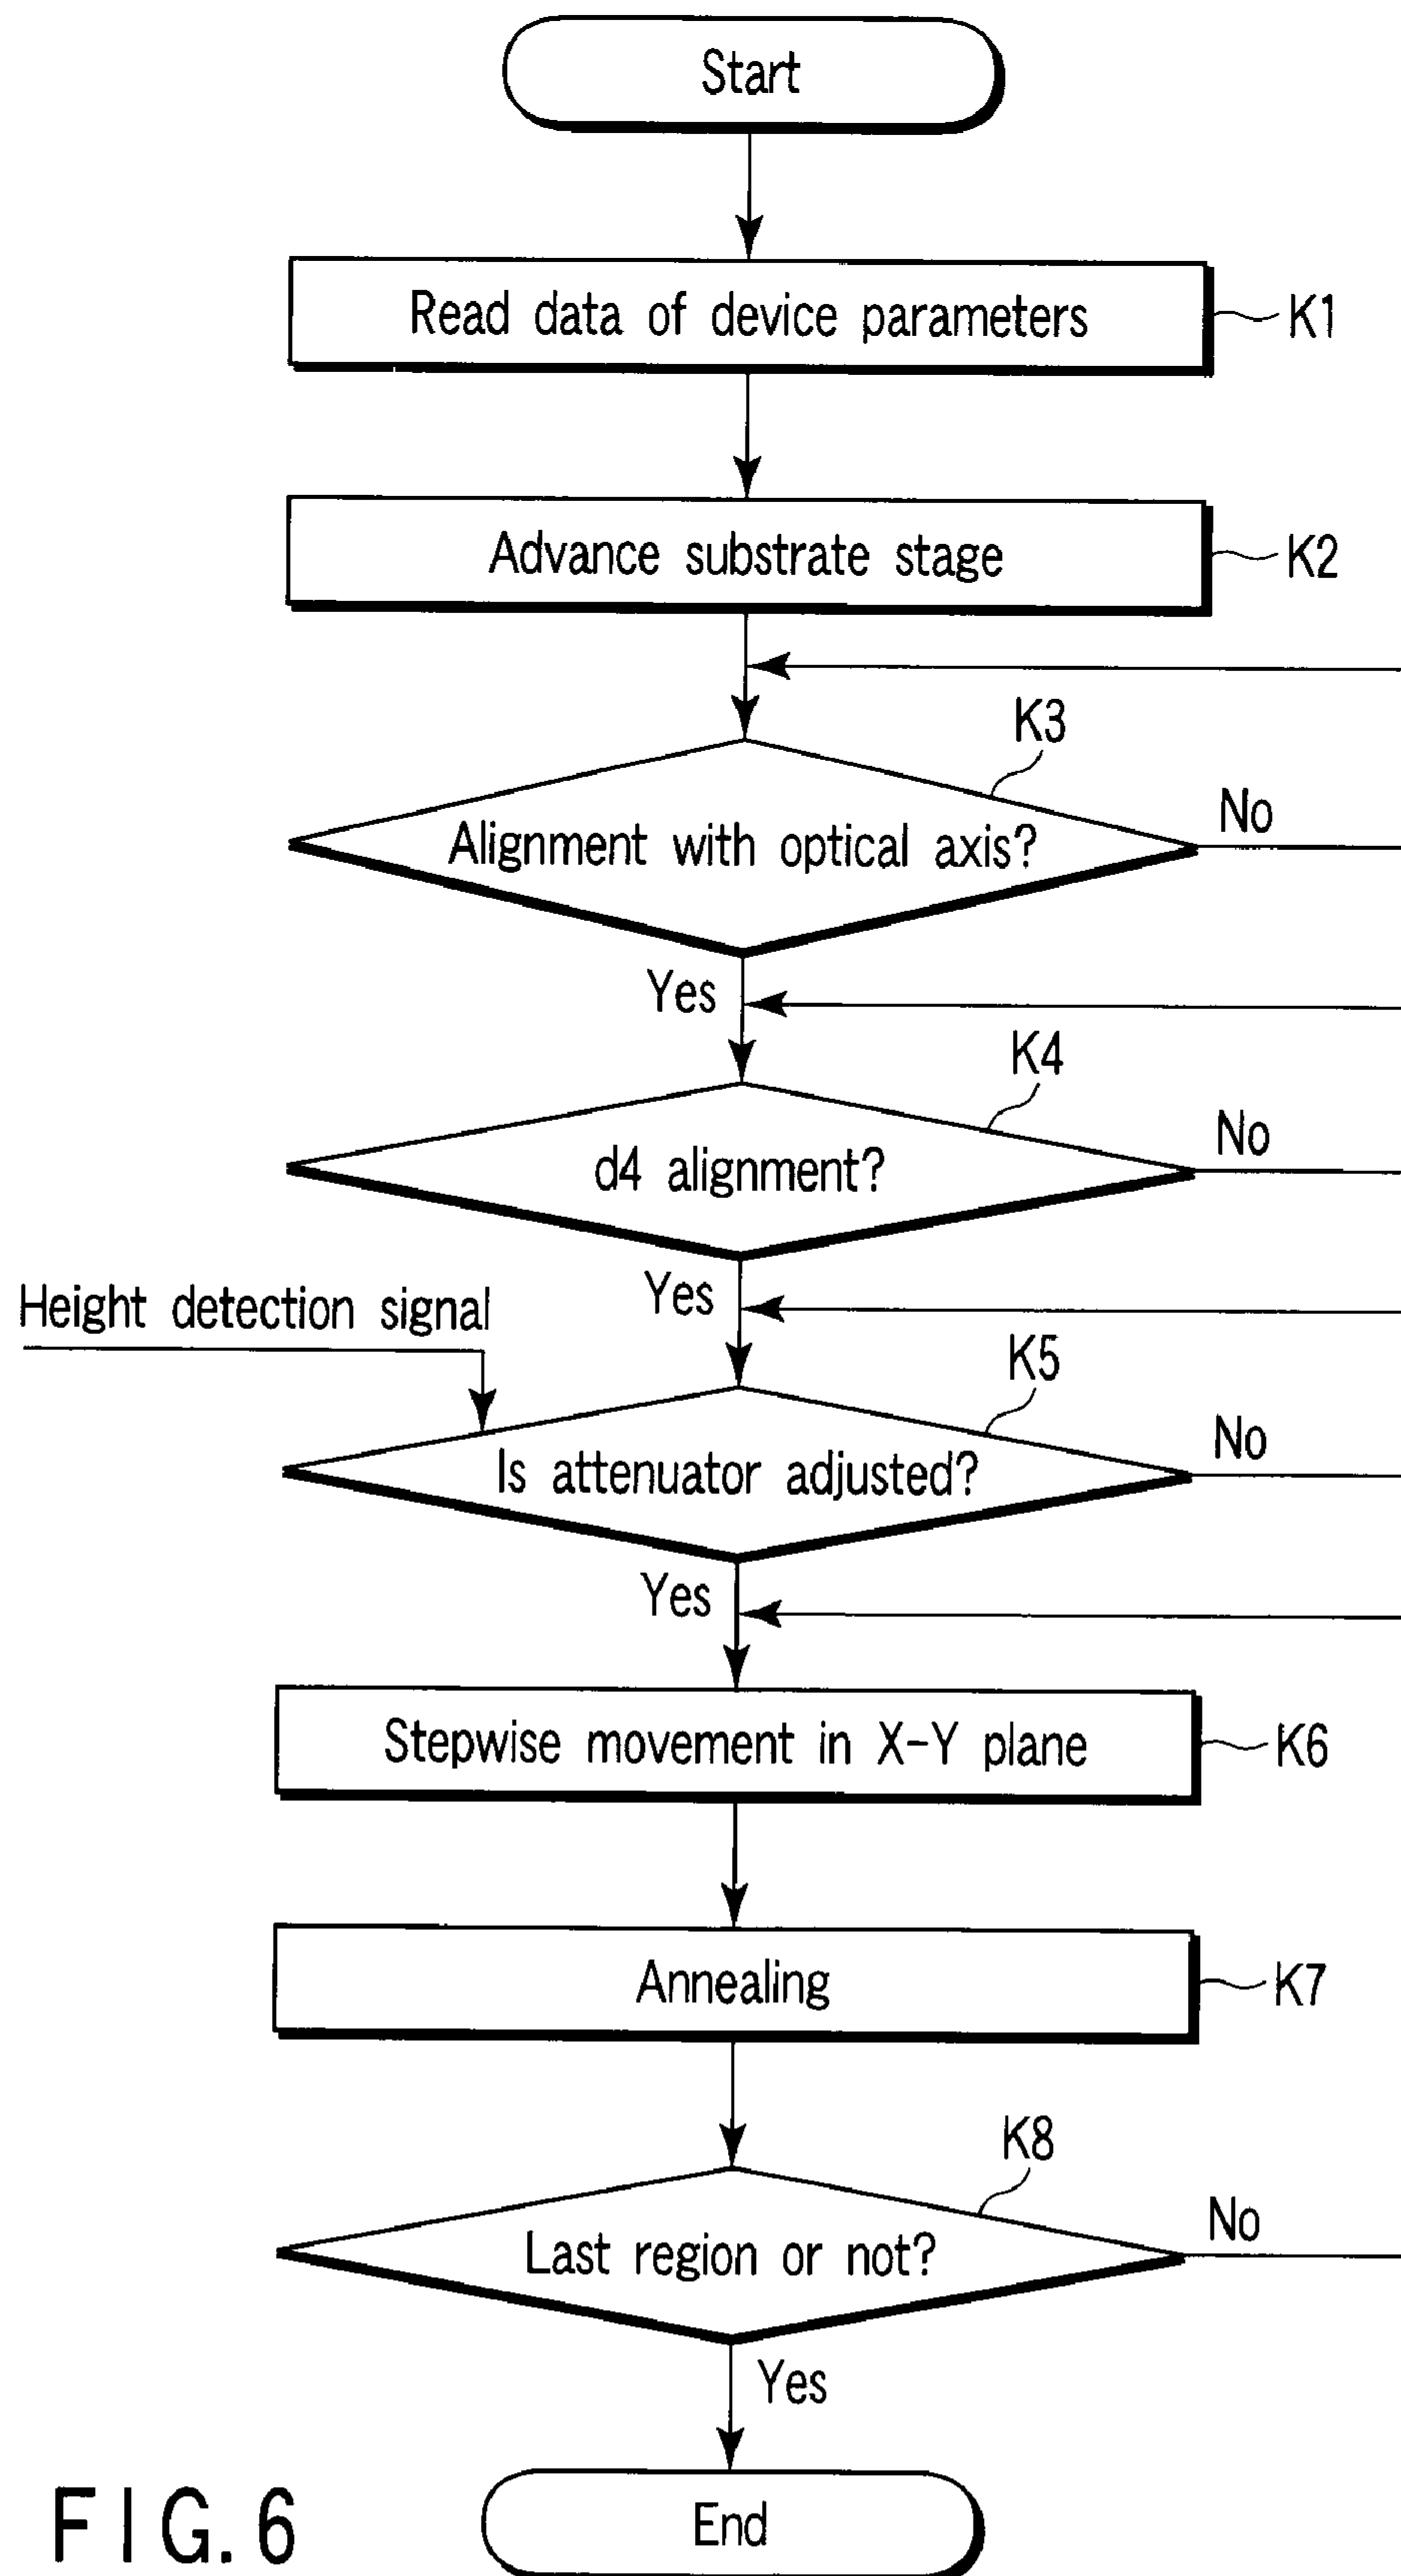 Start
Read data of device parameters
K1
Advance substrate stage
K2
K3
Alignment with optical axis?
No
Yes
K4
d4 alignment?
No
Yes
Height detection signal
K5
Is attenuator adjusted?
No
Yes
Stepwise movement in X-Y plane
K6
Annealing
K7
K8
Last region or not?
No
Yes
End
FIG. 6